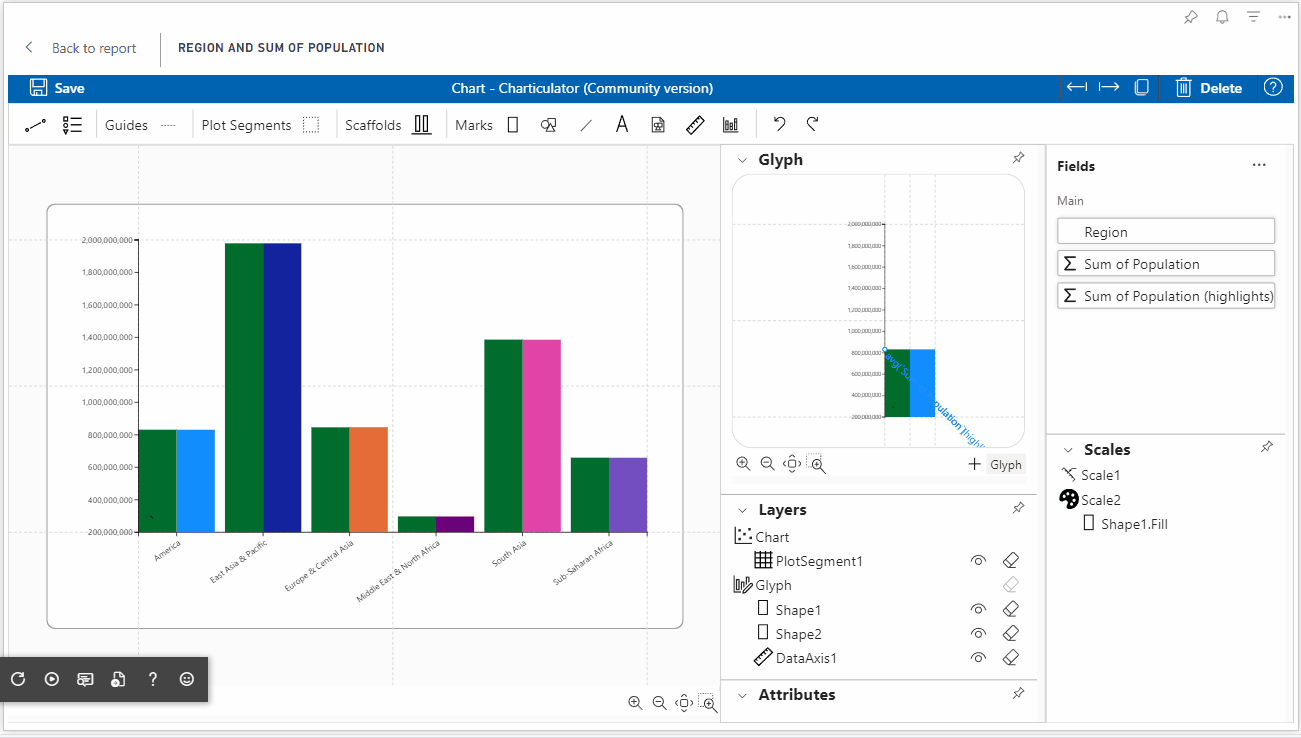 Back to report
REGION AND SUM OF POPULATION
Save
Chart - Charticulator (Community version)
Delete
Guides
Plot Segments
Scaffolds
Marks
2,000,000,000
1,800,000,000
1,600,000,000
1,400,000,000
1,200,000,000
1,000,000,000
800,000,000
600,000,000
400,000,000
200,000,000
America
East Asia & Pacific
Europe & Central Asia
Middle East & North Africa
South Asia
Sub-Saharan Africa
Glyph
2,000,000,000
1,800,000,000
1,600,000,000
1,400,000,000
1,200,000,000
1,000,000,000
800,000,000
600,000,000
400,000,000
200,000,000
Glyph
Layers
Chart
PlotSegment1
Glyph
Shape1
Shape2
DataAxis1
Attributes
Fields
Main
Region
Sum of Population
Sum of Population (highlights)
Scales
Scale1
Scale2
Shape1.Fill